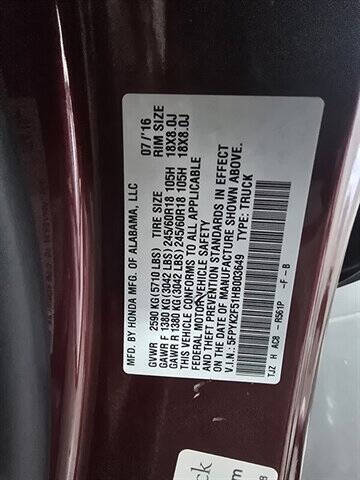 MFD. BY HONDA MFG. OF ALABAMA, LLC 07/'16
GVWR 2590 KG(5710 LBS) TIRE SIZE RIM SIZE
GAWR F 1380 KG(3042 LBS) 245/60R18 105H 18X8.0J
GAWR R 1380 KG(3042 LBS) 245/60R18 105H 18X8.0J
THIS VEHICLE CONFORMS TO ALL APPLICABLE
FEDERAL MOTOR VEHICLE SAFETY
AND THEFT PREVENTION STANDARDS IN EFFECT
ON THE DATE OF MANUFACTURE SHOWN ABOVE.
V.I.N.: 5FPYK2F51HB003649 TYPE: TRUCK
TJZ H AC8 -R561P -F -B
ck
om